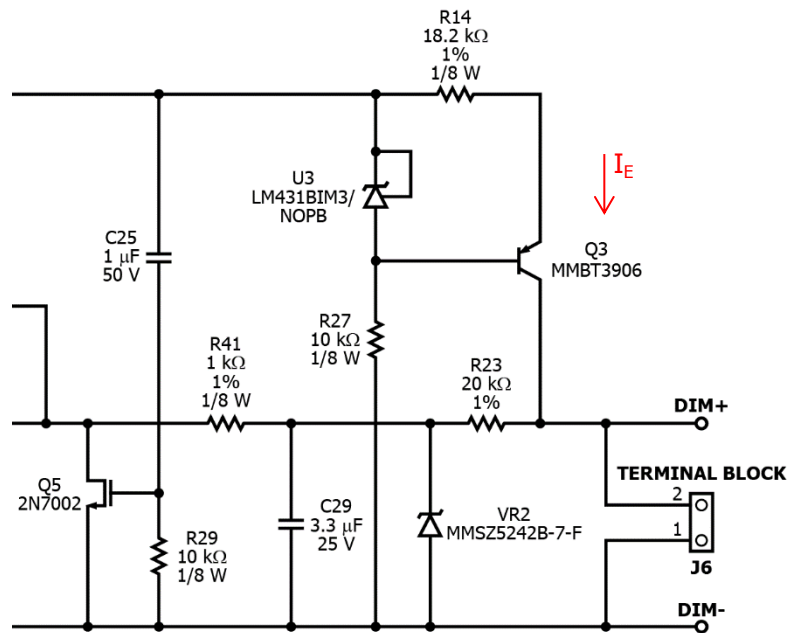 R14
18.2 kΩ
1%
1/8 W
U3
LM431BIM3/
NOPB
I_E
C25
1 μF
50 V
Q3
MMBT3906
R27
10 kΩ
1/8 W
R41
1 kΩ
1%
1/8 W
R23
20 kΩ
1%
DIM+
TERMINAL BLOCK
2
1
J6
Q5
2N7002
C29
3.3 μF
25 V
VR2
MMSZ5242B-7-F
R29
10 kΩ
1/8 W
DIM-